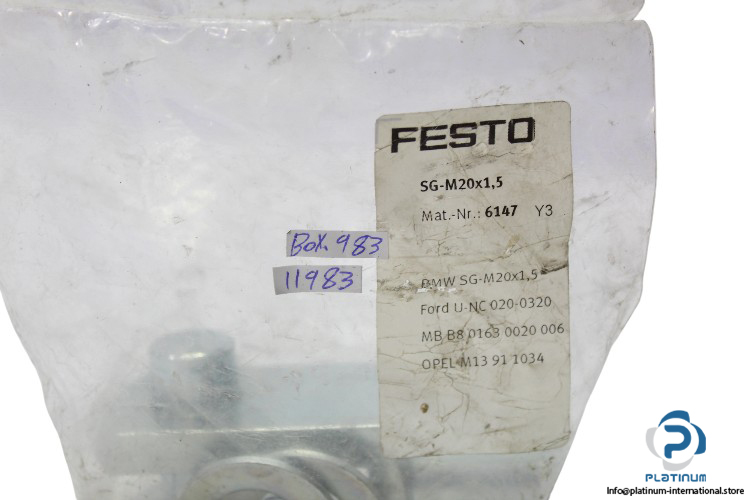 FESTO
SG-M20x1,5
Mat.-Nr.: 6147 Y3
BMW SG-M20x1,5
Ford U-NC 020-0320
MB B8 0163 0020 006
OPEL M13 91 1034
Box 983
11983
PLATINUM
Info@platinum-international.store